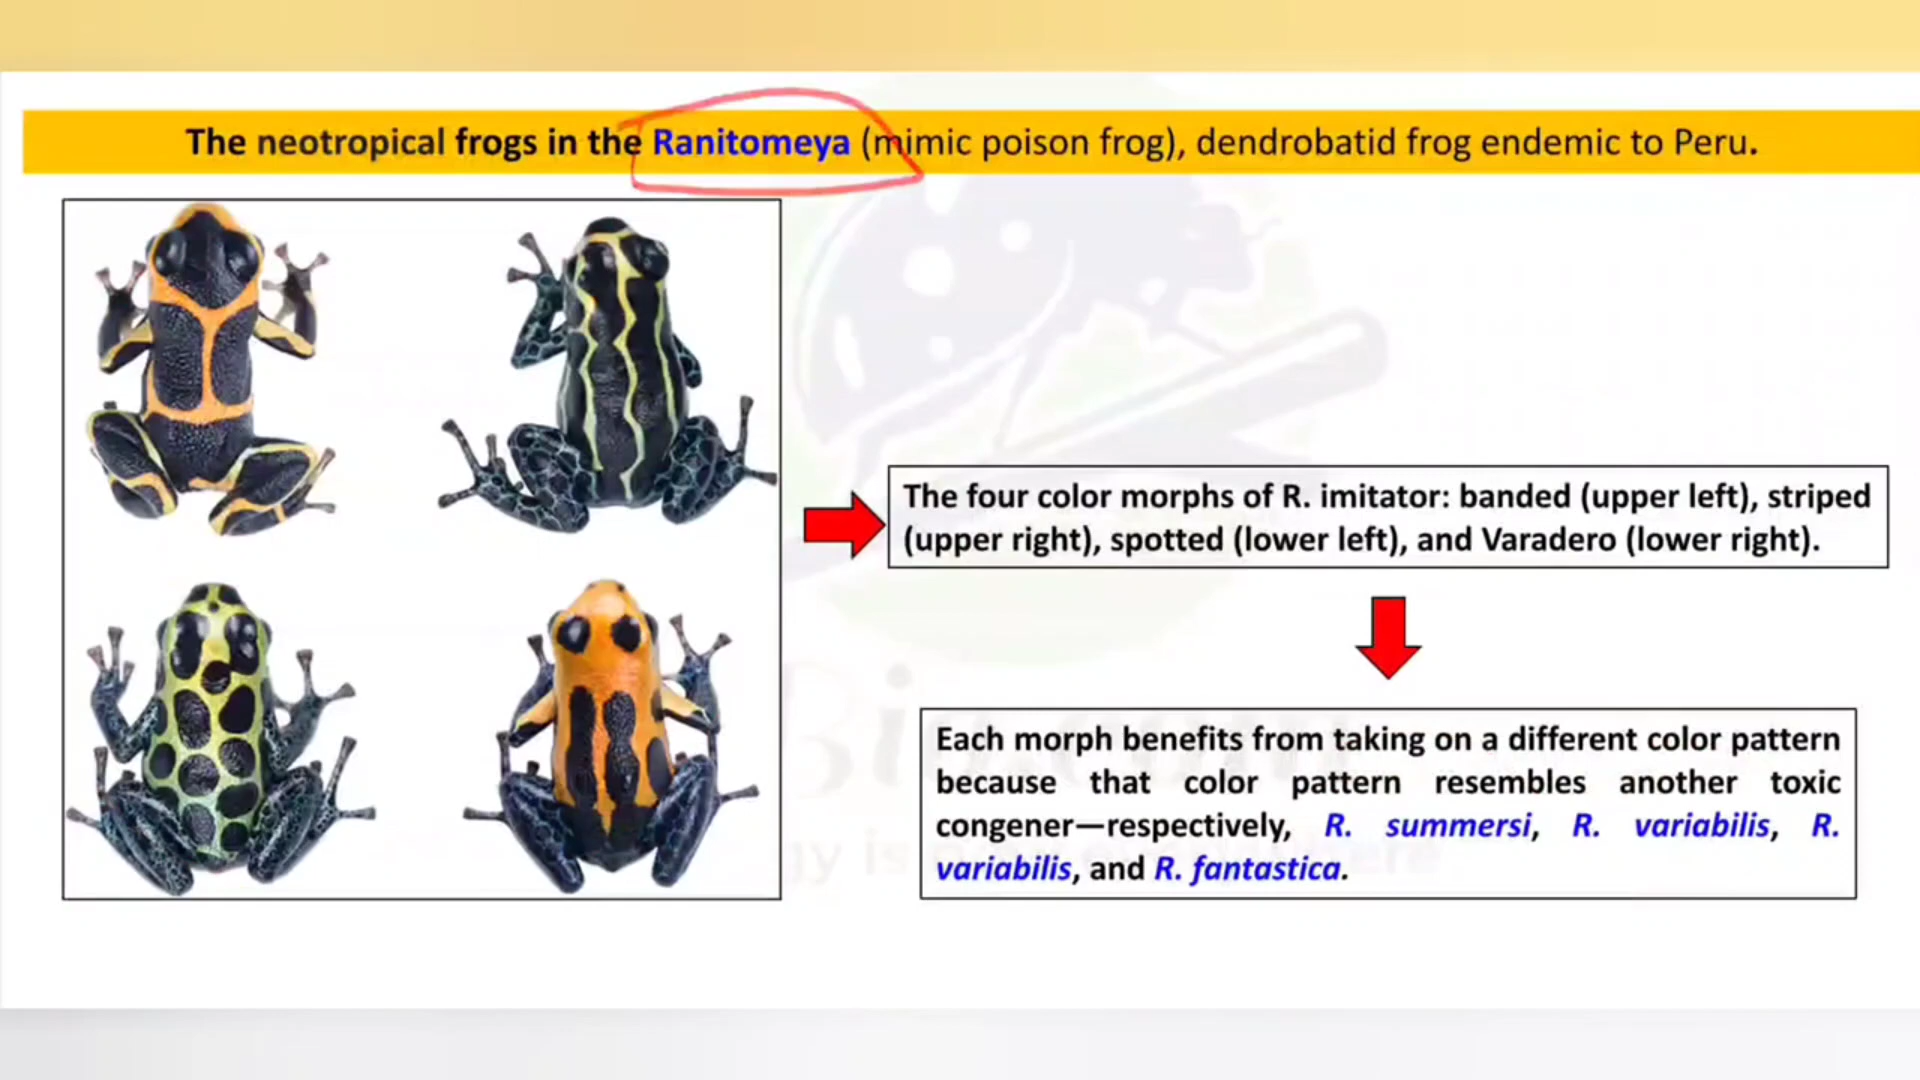 The neotropical frogs in the Ranitomeya (mimic poison frog), dendrobatid frog endemic to Peru.
The four color morphs of R. imitator: banded (upper left), striped
(upper right), spotted (lower left), and Varadero (lower right).
Each morph benefits from taking on a different color pattern
because that color pattern resembles another toxic
congener—respectively, R. summersi, R. variabilis, R.
variabilis, and R. fantastica.